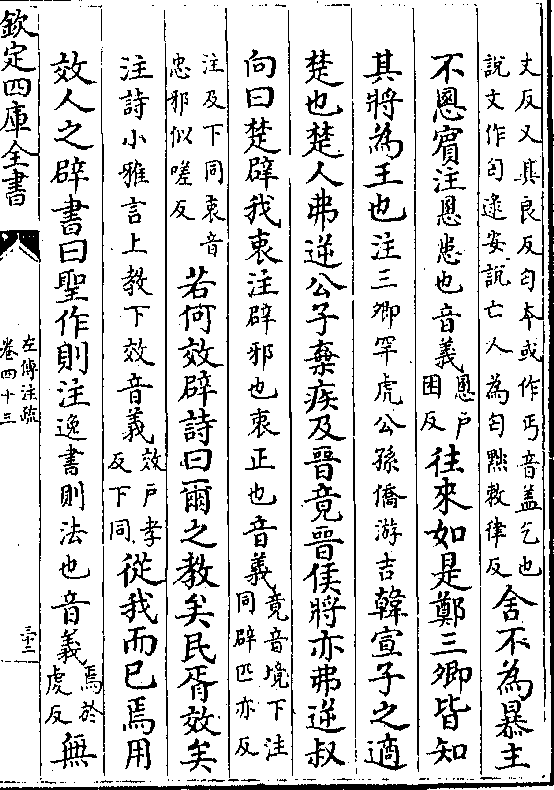 丈反又其良反匄本或作丐音盖乞也
說文作匄逯安說亡人為匄黙敕律反
舍不為暴主
不慁賓注慁患也音義
慁戶
困反
往來如是鄭三卿皆知
其將為王也注三卿罕虎公孫僑游吉韓宣子之適
楚也楚人弗逆公子棄疾及晉竟晉侯將亦弗逆叔
向曰楚辟我衷注辟邪也衷正也音義
竟音境下注
同辟匹亦反
注及下同衷音
忠邪似嗟反
若何效辟詩曰爾之教矣民胥效矣
注詩小雅言上教下效音義
效戶孝
反下同
從我而已焉用
效人之辟書曰聖作則注逸書則法也音義
焉於
虔反
無
欽定四庫全書
左傳注疏
卷四十三
三十二